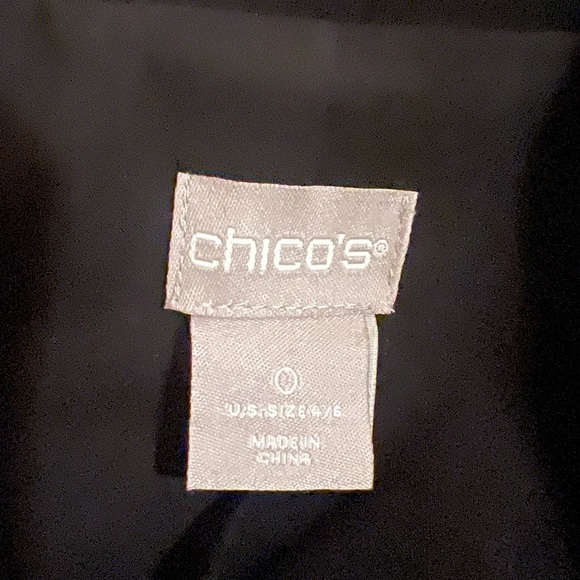 chico's®
0
U.S. SIZE 4/6
MADE IN
CHINA